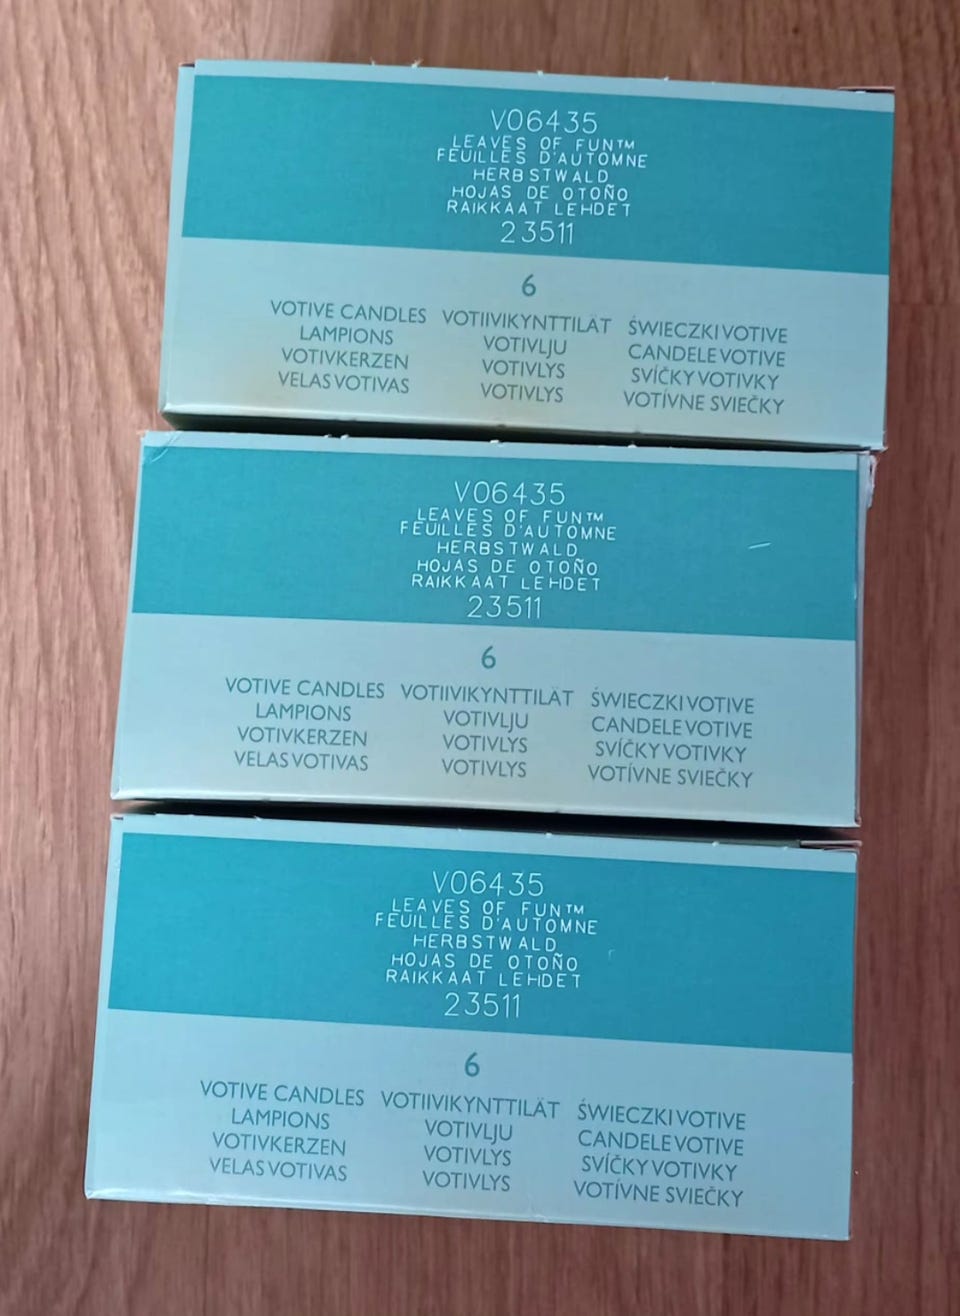 V06435
LEAVES OF FUN™
FEUILLES D'AUTOMNE
HERBSTWALD
HOJAS DE OTOÑO
RAIKKAAT LEHDET
23511
6
VOTIVE CANDLES
LAMPIONS
VOTIVKERZEN
VELAS VOTIVAS
VOTIIVIKYNTTILÄT
VOTIVLJU
VOTIVLYS
VOTIVLYS
ŚWIECZKI VOTIVE
CANDELE VOTIVE
SVÍČKY VOTIVKY
VOTÍVNE SVIEČKY
V06435
LEAVES OF FUN™
FEUILLES D'AUTOMNE
HERBSTWALD
HOJAS DE OTOÑO
RAIKKAAT LEHDET
23511
6
VOTIVE CANDLES
LAMPIONS
VOTIVKERZEN
VELAS VOTIVAS
VOTIIVIKYNTTILÄT
VOTIVLJU
VOTIVLYS
VOTIVLYS
ŚWIECZKI VOTIVE
CANDELE VOTIVE
SVÍČKY VOTIVKY
VOTÍVNE SVIEČKY
V06435
LEAVES OF FUN™
FEUILLES D'AUTOMNE
HERBSTWALD
HOJAS DE OTOÑO
RAIKKAAT LEHDET
23511
6
VOTIVE CANDLES
LAMPIONS
VOTIVKERZEN
VELAS VOTIVAS
VOTIIVIKYNTTILÄT
VOTIVLJU
VOTIVLYS
VOTIVLYS
ŚWIECZKI VOTIVE
CANDELE VOTIVE
SVÍČKY VOTIVKY
VOTÍVNE SVIEČKY